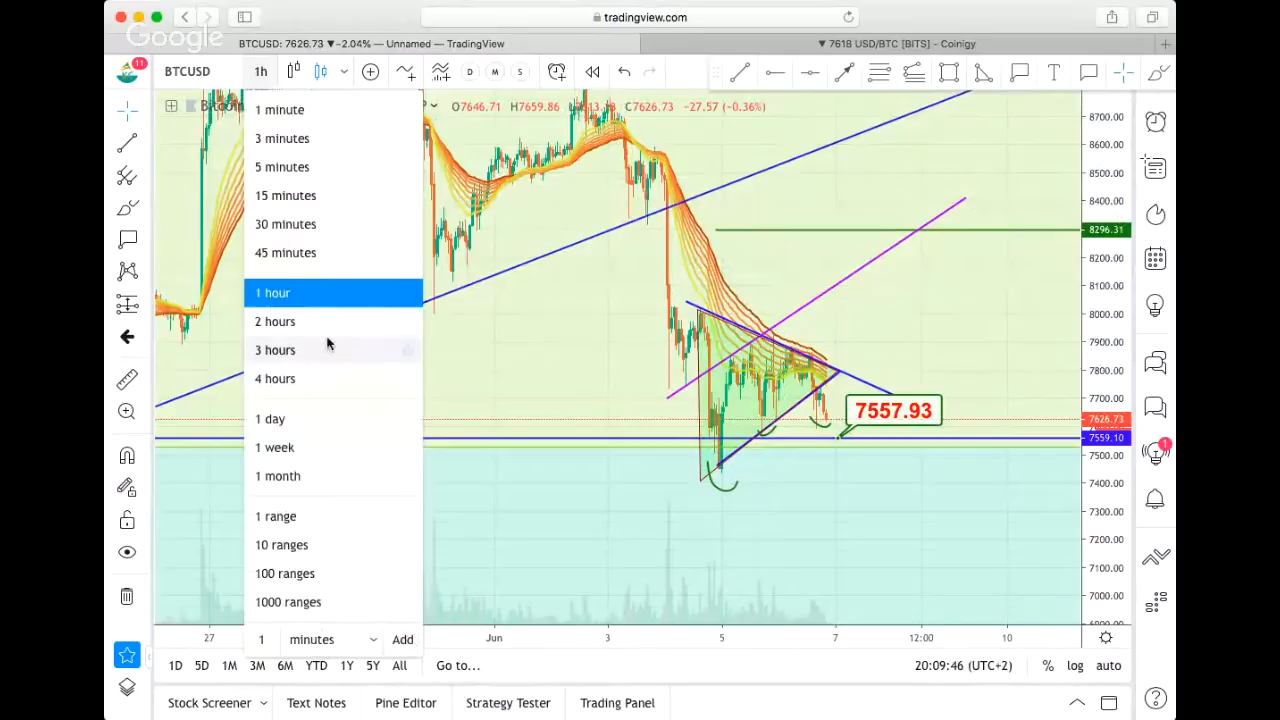 tradingview.com
Google
BTCUSD: 7626.73 ▼-2.04% — Unnamed — TradingView
▼ 7618 USD/BTC [BITS] - Coinigy
11
BTCUSD
1h
D
M
S
T
Bitcoin
O7646.71 H7659.86 C7626.73 -27.57 (-0.36%)
1 minute
3 minutes
5 minutes
15 minutes
30 minutes
45 minutes
1 hour
2 hours
3 hours
4 hours
1 day
1 week
1 month
1 range
10 ranges
100 ranges
1000 ranges
1 minutes Add
8700.00
8600.00
8500.00
8400.00
8296.31
8200.00
8100.00
8000.00
7900.00
7800.00
7700.00
7626.73
7559.10
7500.00
7400.00
7300.00
7200.00
7100.00
7000.00
7557.93
1
27
Jun
3
5
7
12:00
10
1D 5D 1M 3M 6M YTD 1Y 5Y All Go to...
20:09:46 (UTC+2) % log auto
Stock Screener Text Notes Pine Editor Strategy Tester Trading Panel